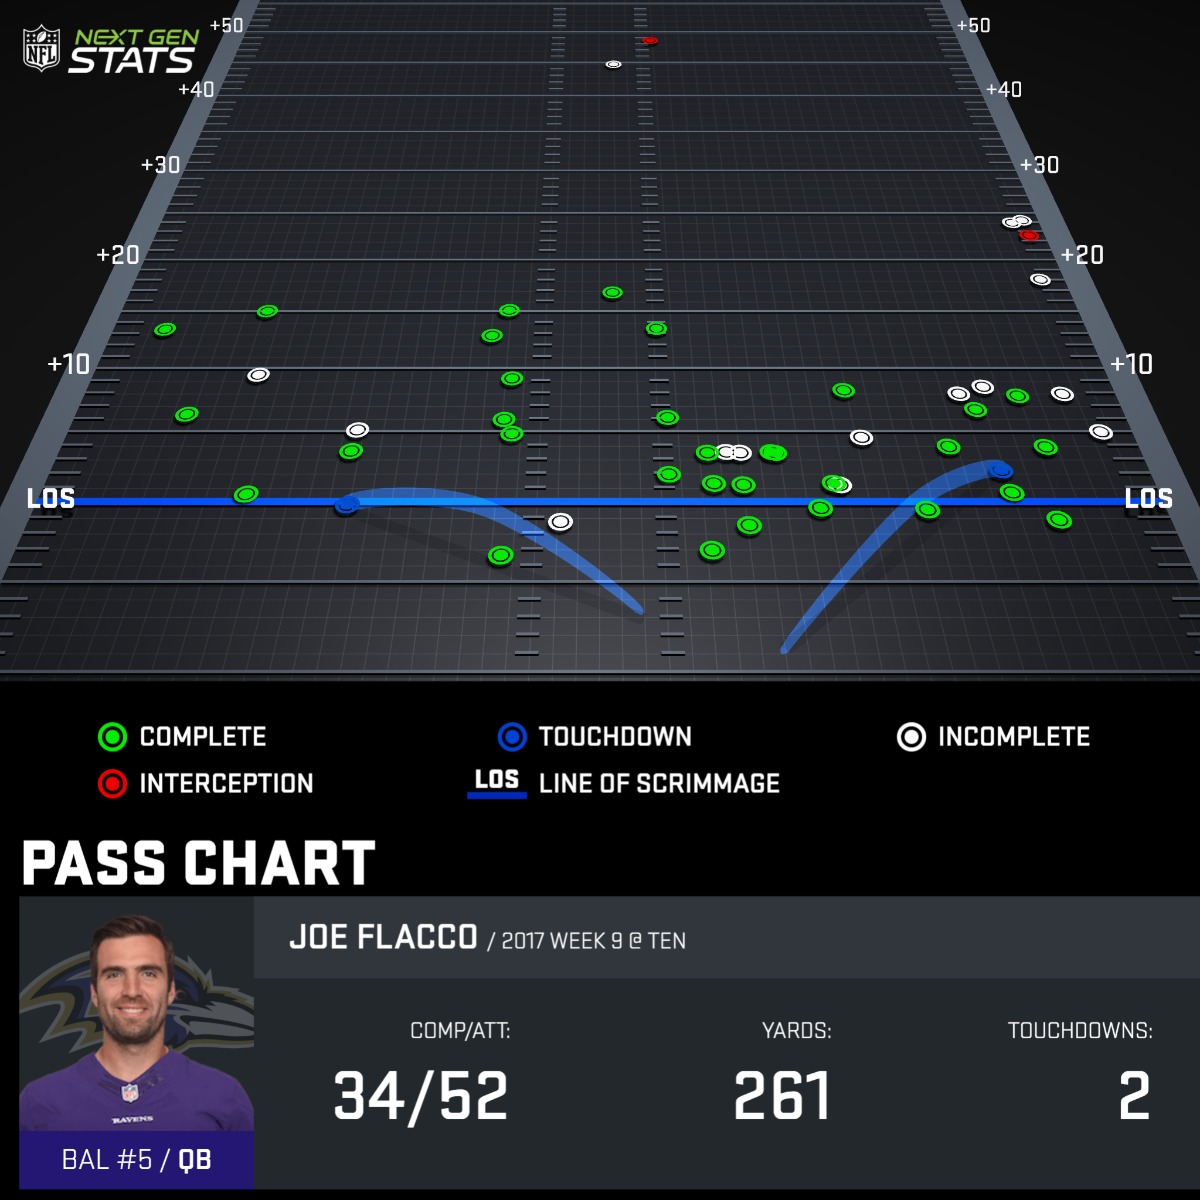 +50 +50
NFL NEXT GEN
STATS
+40 +40
+30 +30
+20 +20
+10 +10
LOS LOS
COMPLETE TOUCHDOWN INCOMPLETE
INTERCEPTION LOS LINE OF SCRIMMAGE
PASS CHART
JOE FLACCO / 2017 WEEK 9 @ TEN
COMP/ATT: YARDS: TOUCHDOWNS:
34/52 261 2
RAVENS
BAL #5 / QB